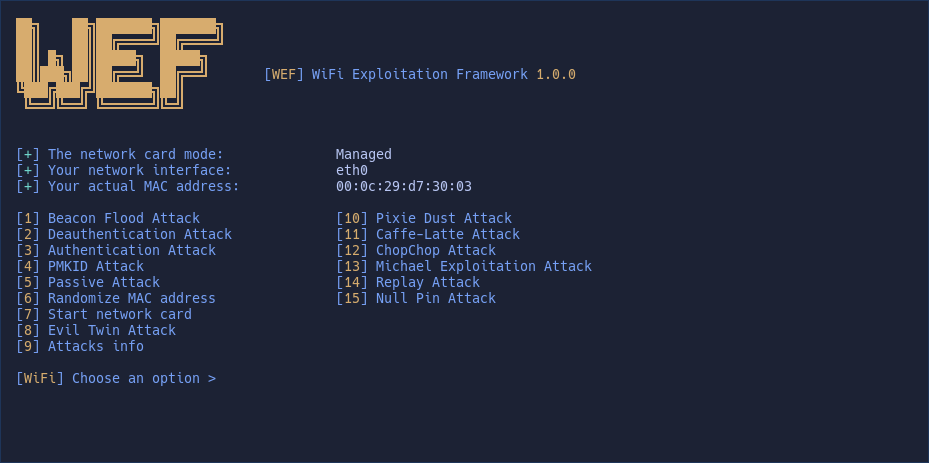 WEF
[WEF] WiFi Exploitation Framework 1.0.0
[+] The network card mode: Managed
[+] Your network interface: eth0
[+] Your actual MAC address: 00:0c:29:d7:30:03
[1] Beacon Flood Attack [10] Pixie Dust Attack
[2] Deauthentication Attack [11] Caffe-Latte Attack
[3] Authentication Attack [12] ChopChop Attack
[4] PMKID Attack [13] Michael Exploitation Attack
[5] Passive Attack [14] Replay Attack
[6] Randomize MAC address [15] Null Pin Attack
[7] Start network card
[8] Evil Twin Attack
[9] Attacks info
[WiFi] Choose an option >